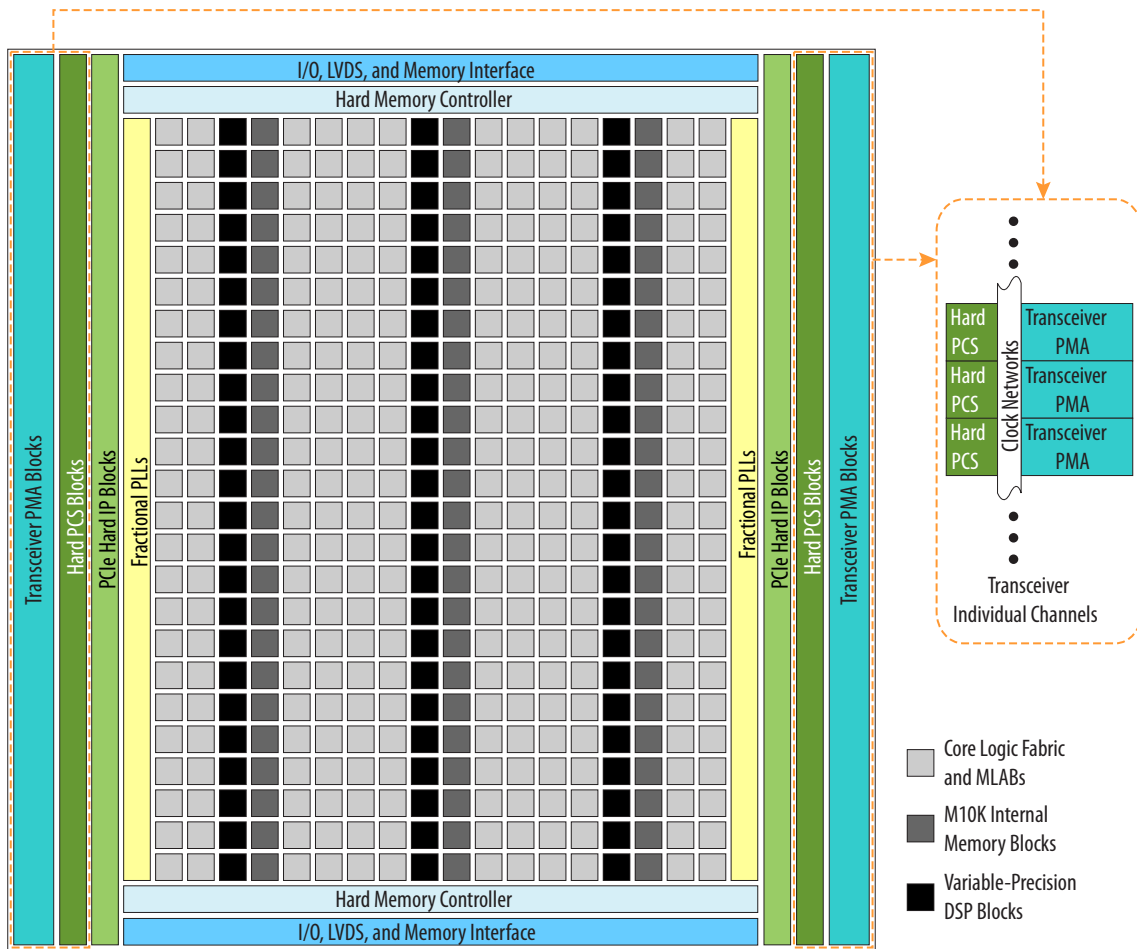 I/O, LVDS, and Memory Interface
Hard Memory Controller
Transceiver PMA Blocks
Hard PCS Blocks
PCIe Hard IP Blocks
Fractional PLLs
Fractional PLLs
PCIe Hard IP Blocks
Hard PCS Blocks
Transceiver PMA Blocks
Hard Memory Controller
I/O, LVDS, and Memory Interface
Hard
PCS
Transceiver
PMA
Hard
PCS
Transceiver
PMA
Hard
PCS
Transceiver
PMA
Clock Networks
Transceiver
Individual Channels
Core Logic Fabric
and MLABs
M10K Internal
Memory Blocks
Variable-Precision
DSP Blocks